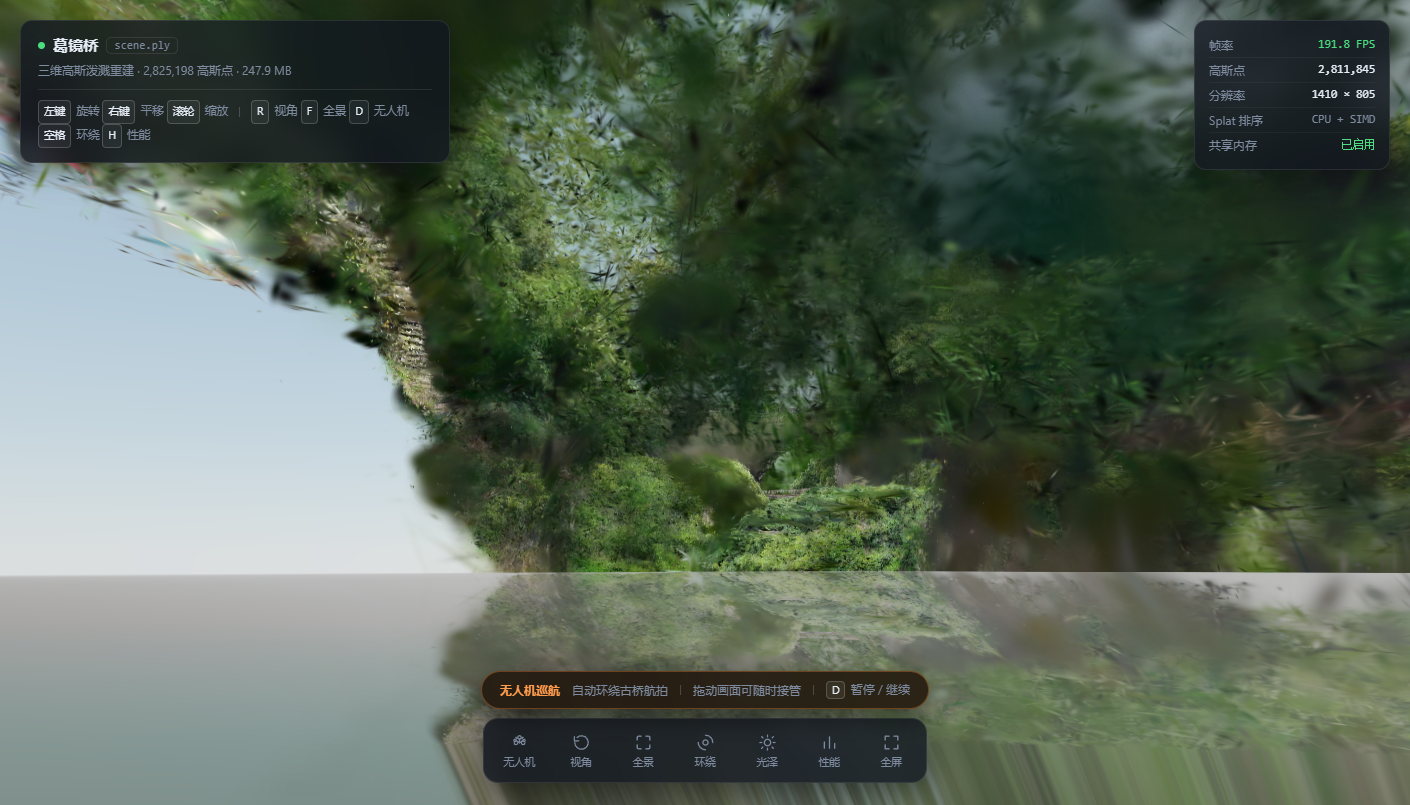 葛镜桥 scene.ply
三维高斯泼溅重建 · 2,825,198 高斯点 · 247.9 MB
左键 旋转 右键 平移 滚轮 缩放 | R 视角 F 全景 D 无人机
空格 环绕 H 性能
帧率 191.8 FPS
高斯点 2,811,845
分辨率 1410 × 805
Splat 排序 CPU + SIMD
共享内存 已启用
无人机巡航 自动环绕古桥航拍 | 拖动画面可随时接管 | D 暂停 / 继续
无人机 视角 全景 环绕 光泽 性能 全屏